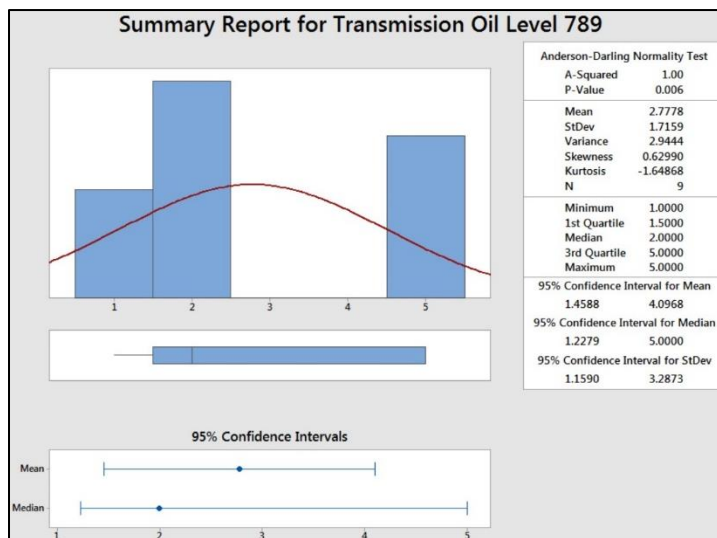 Summary Report for Transmission Oil Level 789
1 2 3 4 5
95% Confidence Intervals
Mean
Median
1 2 3 4 5
Anderson-Darling Normality Test
A-Squared 1.00
P-Value 0.006
Mean 2.7778
StDev 1.7159
Variance 2.9444
Skewness 0.62990
Kurtosis -1.64868
N 9
Minimum 1.0000
1st Quartile 1.5000
Median 2.0000
3rd Quartile 5.0000
Maximum 5.0000
95% Confidence Interval for Mean
1.4588 4.0968
95% Confidence Interval for Median
1.2279 5.0000
95% Confidence Interval for StDev
1.1590 3.2873